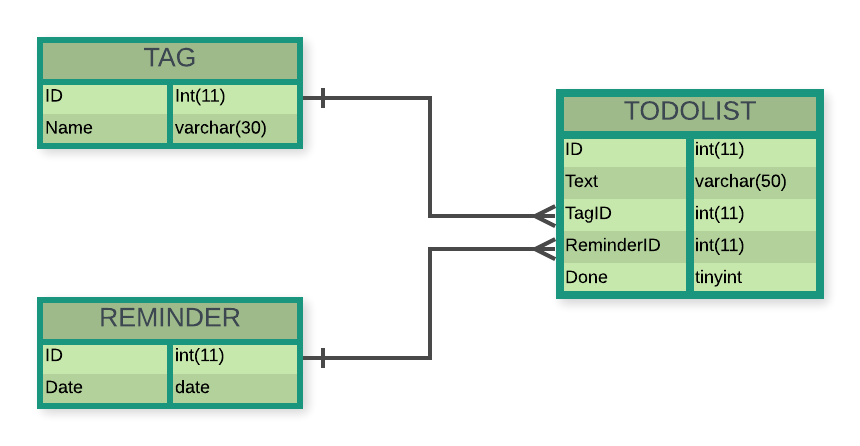 TAG
ID Int(11)
Name varchar(30)
TODOLIST
ID int(11)
Text varchar(50)
TagID int(11)
ReminderID int(11)
Done tinyint
REMINDER
ID int(11)
Date date